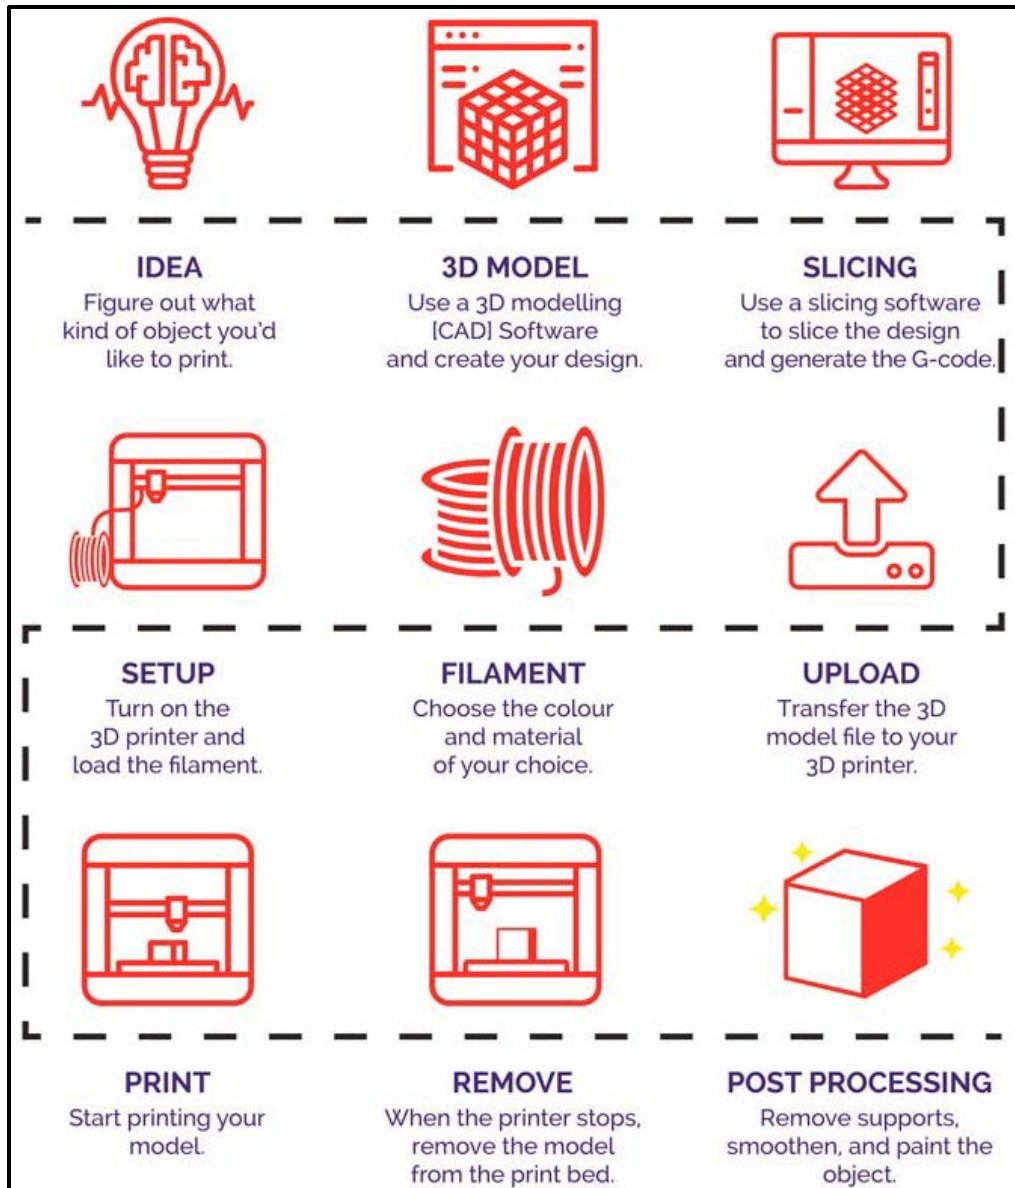 IDEA
Figure out what
kind of object you'd
like to print.
3D MODEL
Use a 3D modelling
[CAD] Software
and create your design.
SLICING
Use a slicing software
to slice the design
and generate the G-code.
SETUP
Turn on the
3D printer and
load the filament.
FILAMENT
Choose the colour
and material
of your choice.
UPLOAD
Transfer the 3D
model file to your
3D printer.
PRINT
Start printing your
model.
REMOVE
When the printer stops,
remove the model
from the print bed.
POST PROCESSING
Remove supports,
smoothen, and paint the
object.